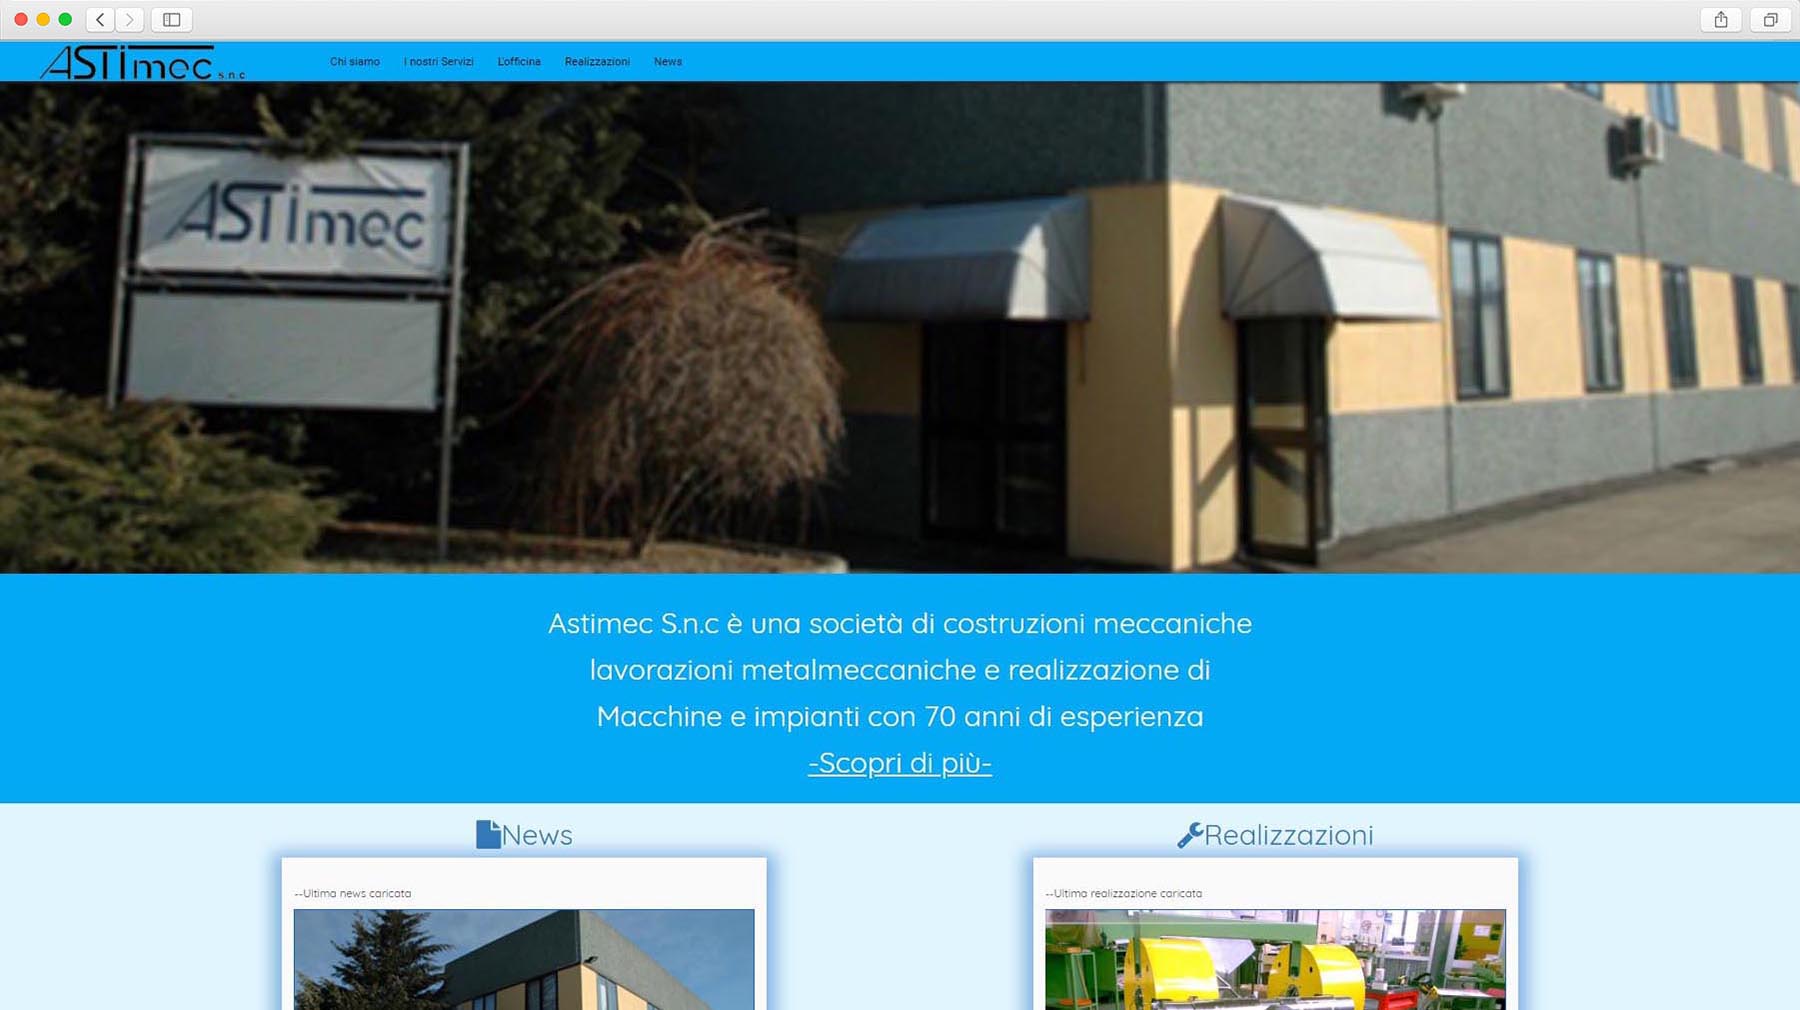 ASTimec s.n.c
Chi siamo
I nostri Servizi
L'officina
Realizzazioni
News
ASTimec
Astimec S.n.c è una società di costruzioni meccaniche
lavorazioni metalmeccaniche e realizzazione di
Macchine e impianti con 70 anni di esperienza
-Scopri di più-
News
--Ultima news caricata
Realizzazioni
--Ultima realizzazione caricata